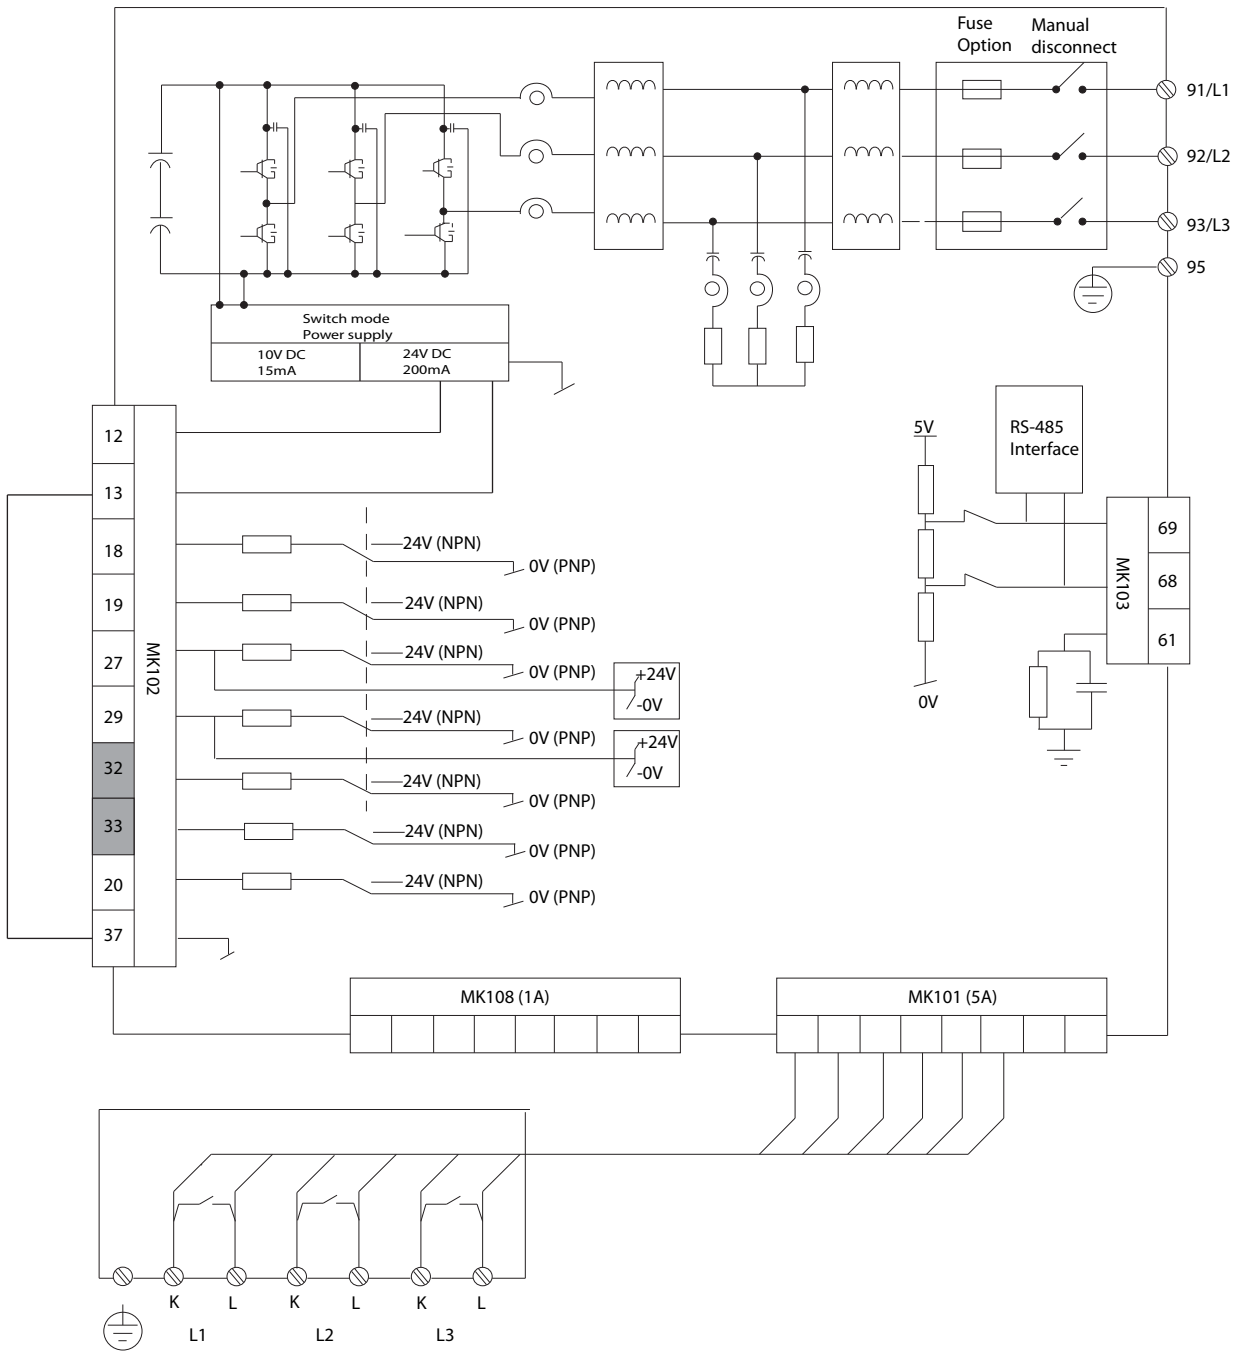 Fuse
Option
Manual
disconnect
91/L1
92/L2
93/L3
95
Switch mode
Power supply
10V DC
15mA
24V DC
200mA
12
13
18
19
27
29
32
33
20
37
MK102
24V (NPN)
0V (PNP)
24V (NPN)
0V (PNP)
24V (NPN)
0V (PNP)
+24V
-0V
24V (NPN)
0V (PNP)
+24V
-0V
24V (NPN)
0V (PNP)
24V (NPN)
0V (PNP)
24V (NPN)
0V (PNP)
5V
0V
RS-485
Interface
MK103
69
68
61
MK108 (1A)
MK101 (5A)
K
L
K
L
K
L
L1
L2
L3